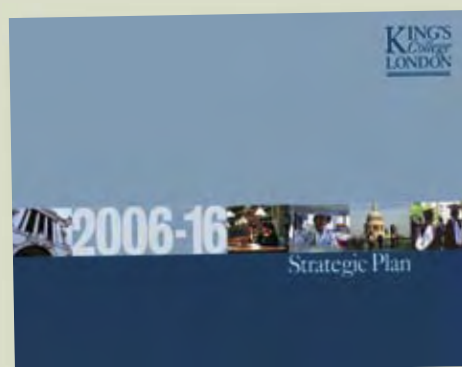 KING'S
College
LONDON
2006-16
Strategic Plan